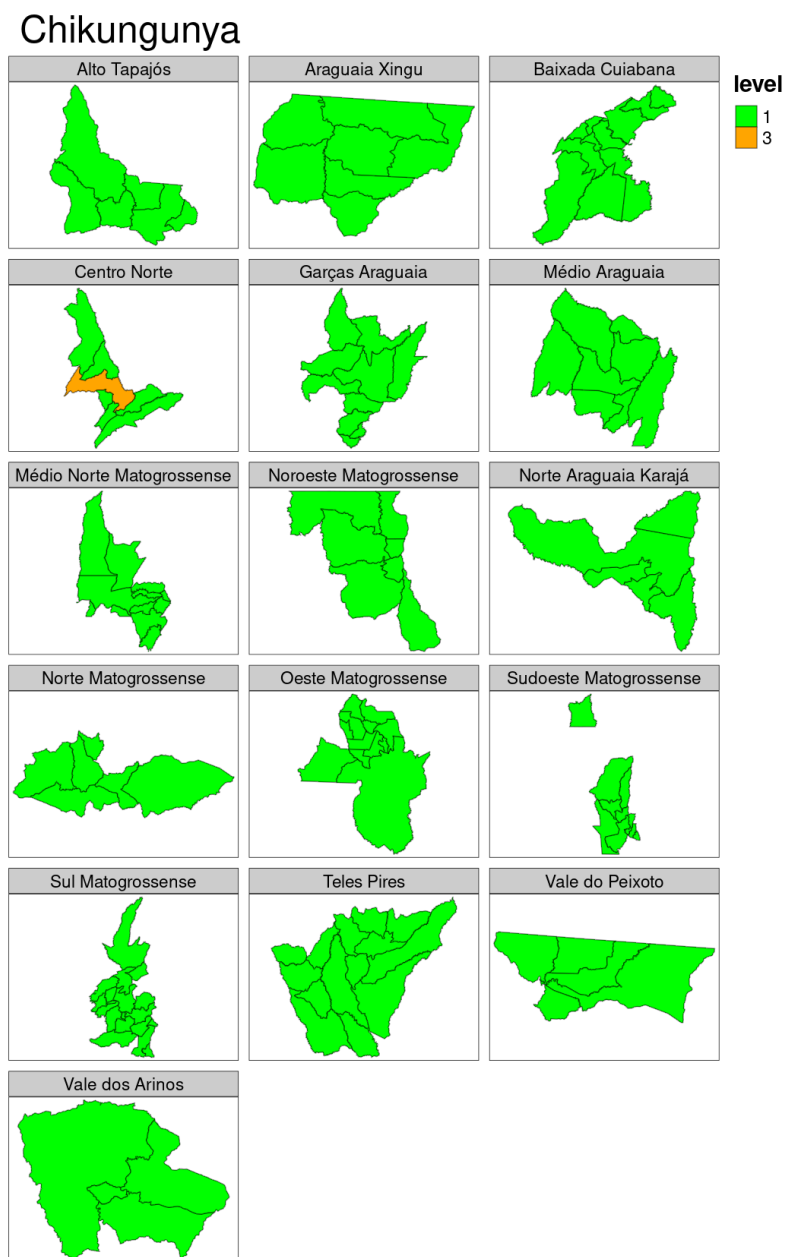 Chikungunya
Alto Tapajós
Araguaia Xingu
Baixada Cuiabana
level
1
3
Centro Norte
Garças Araguaia
Médio Araguaia
Médio Norte Matogrossense
Noroeste Matogrossense
Norte Araguaia Karajá
Norte Matogrossense
Oeste Matogrossense
Sudoeste Matogrossense
Sul Matogrossense
Teles Pires
Vale do Peixoto
Vale dos Arinos